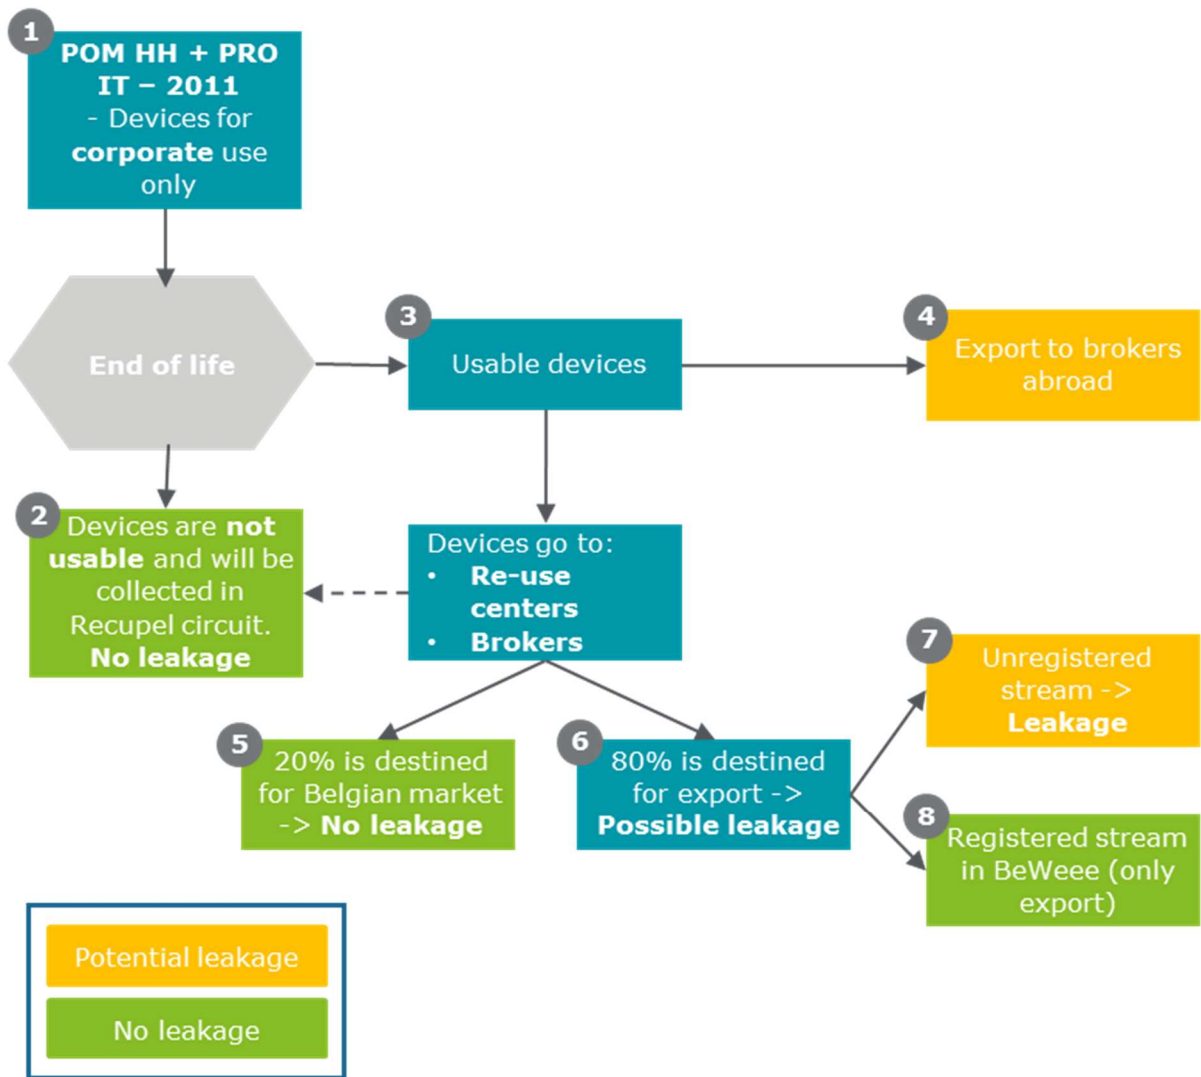 1
POM HH + PRO
IT – 2011
- Devices for
corporate use
only
End of life
3
Usable devices
4
Export to brokers
abroad
2
Devices are not
usable and will be
collected in
Recupel circuit.
No leakage
Devices go to:
• Re-use
centers
• Brokers
5
20% is destined
for Belgian market
-> No leakage
6
80% is destined
for export ->
Possible leakage
7
Unregistered
stream ->
Leakage
8
Registered stream
in BeWeee (only
export)
Potential leakage
No leakage